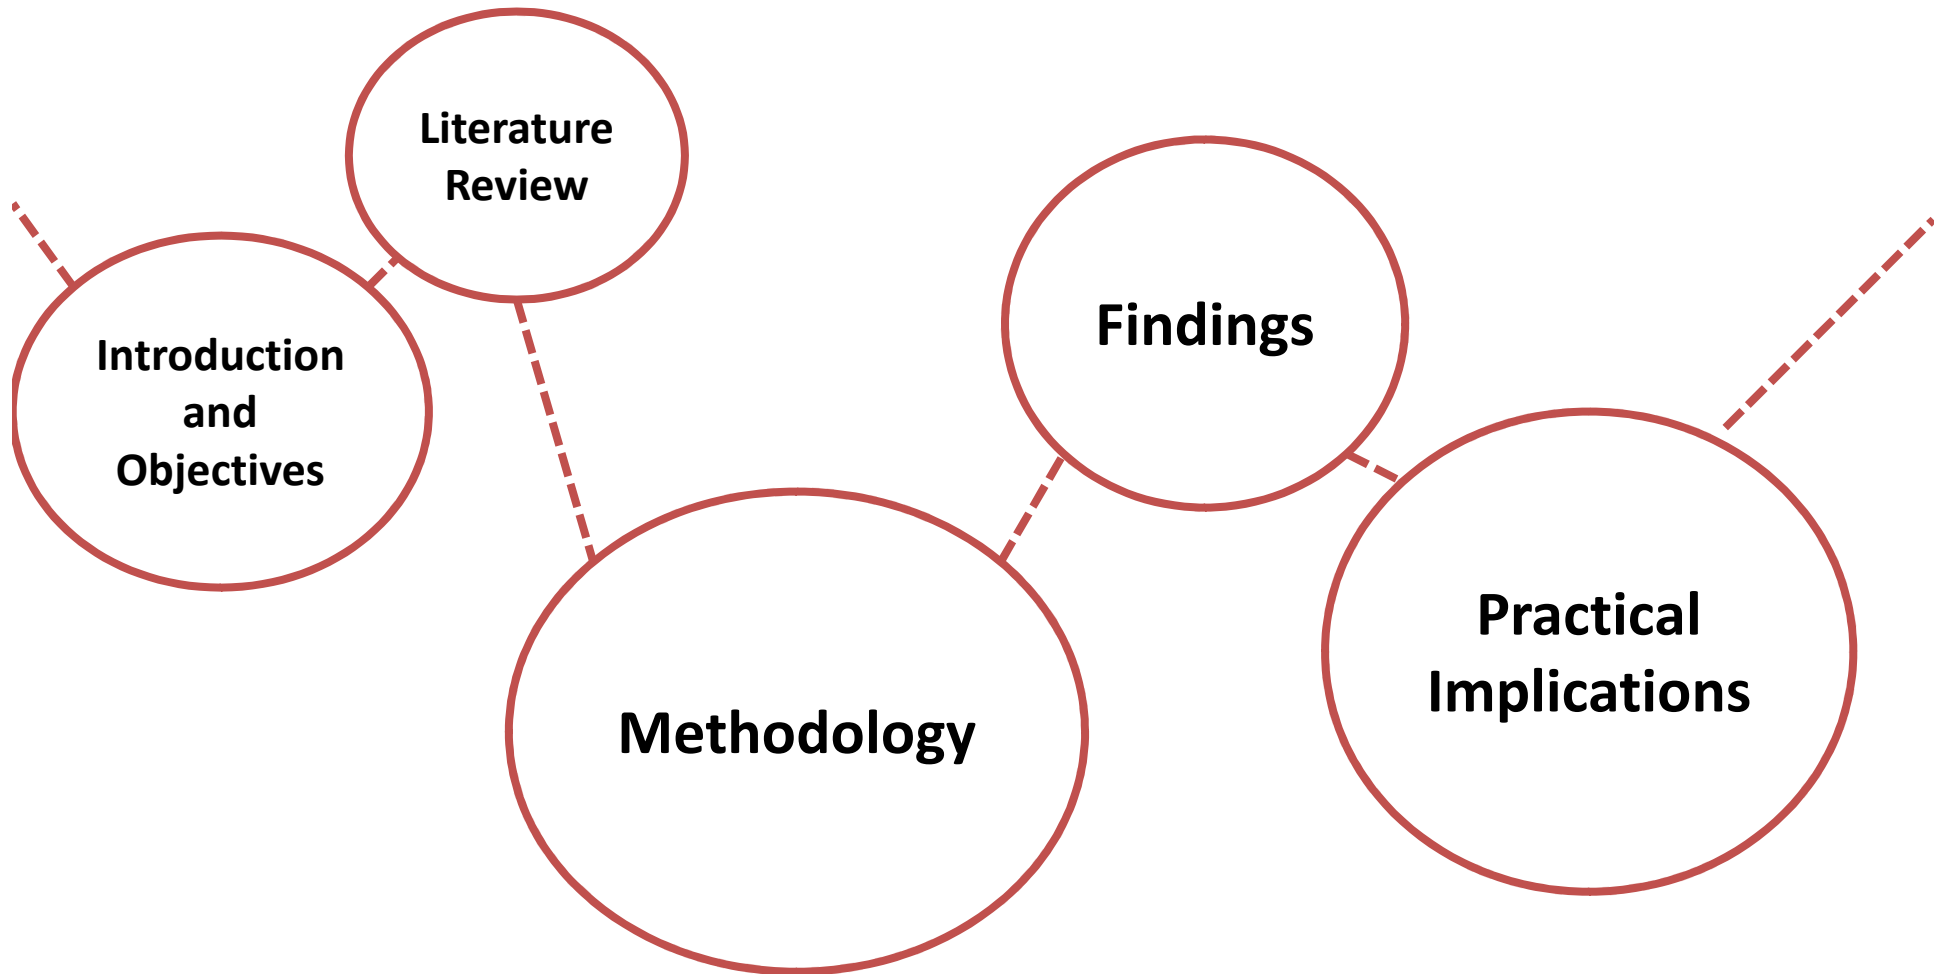 Literature
Review
Introduction
and
Objectives
Findings
Methodology
Practical
Implications